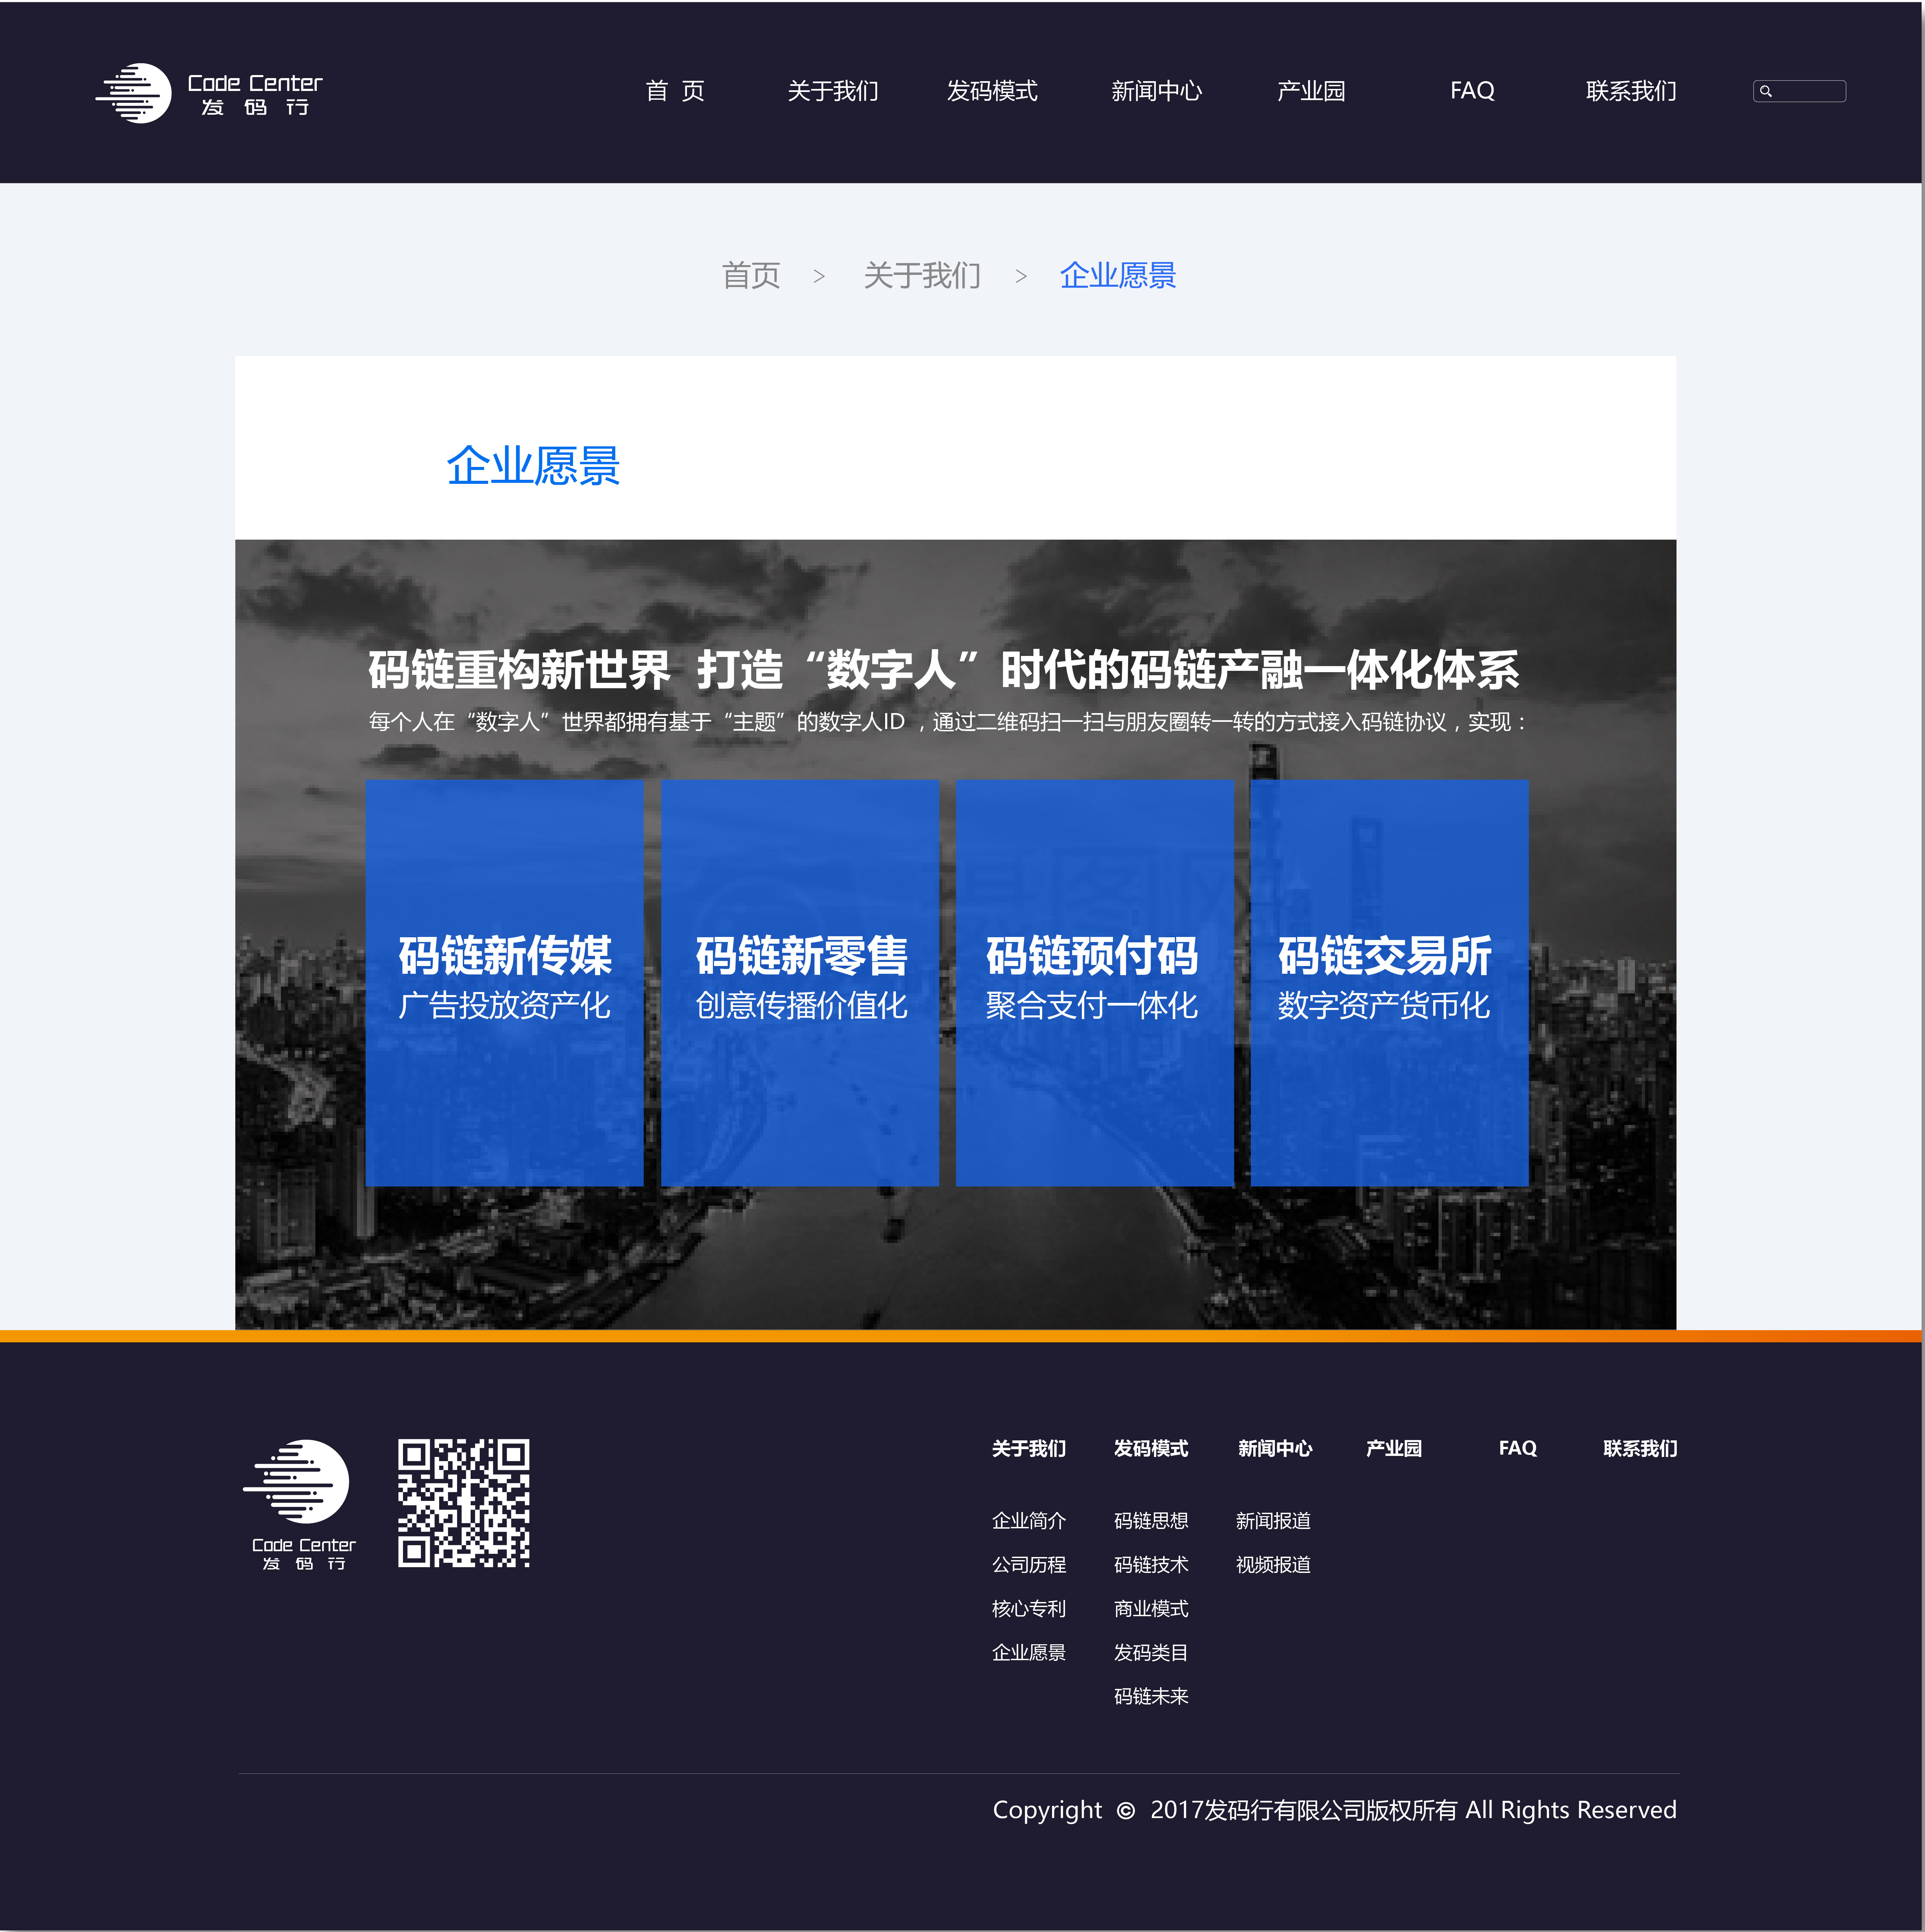 Code Center
发码行
首 页 关于我们 发码模式 新闻中心 产业园 FAQ 联系我们
首页 > 关于我们 > 企业愿景
企业愿景
码链重构新世界 打造“数字人”时代的码链产融一体化体系
每个人在“数字人”世界都拥有基于“主题”的数字人ID ，通过二维码扫一扫与朋友圈转一转的方式接入码链协议，实现：
码链新传媒
广告投放资产化
码链新零售
创意传播价值化
码链预付码
聚合支付一体化
码链交易所
数字资产货币化
Code Center
发码行
关于我们 发码模式 新闻中心 产业园 FAQ 联系我们
企业简介 码链思想 新闻报道
公司历程 码链技术 视频报道
核心专利 商业模式
企业愿景 发码类目
码链未来
Copyright © 2017发码行有限公司版权所有 All Rights Reserved